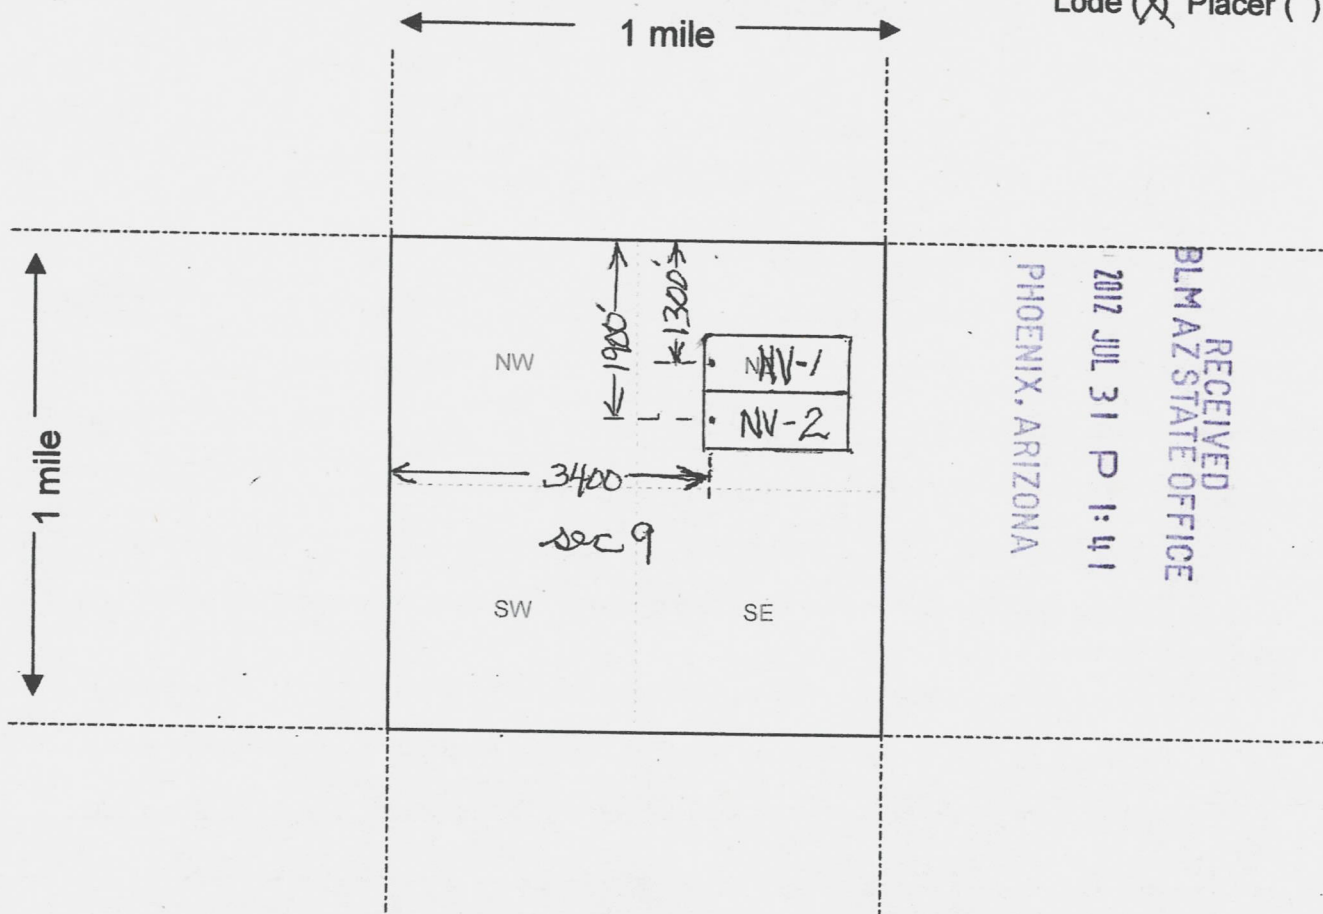 Lode (X) Placer ( )
1 mile
1 mile
1900'
1300'
NW
NV-1
NV-2
3400
sec 9
SW
SE
RECEIVED
BLM AZ STATE OFFICE
2012 JUL 31 P 1:41
PHOENIX, ARIZONA